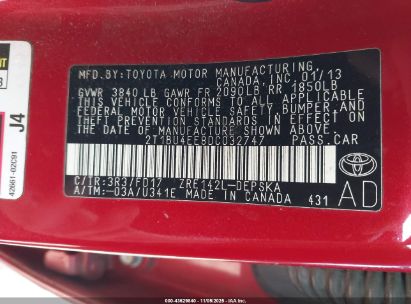 MFD.BY:TOYOTA MOTOR MANUFACTURING,
CANADA, INC. 01/13
GVWR 3840 LB GAWR FR 2090LB RR 1850LB
THIS VEHICLE CONFORMS TO ALL APPLICABLE
FEDERAL MOTOR VEHICLE SAFETY, BUMPER, AND
THEFT PREVENTION STANDARDS IN EFFECT ON
THE DATE OF MANUFACTURE SHOWN ABOVE.
2T1BU4EE8DC032747 PASS.CAR
C/TR:3R3/FD17 ZRE142L-DEPSKA
A/TM:-03A/U341E MADE IN CANADA 431
TOYOTA
AD
J4
42661-02C91